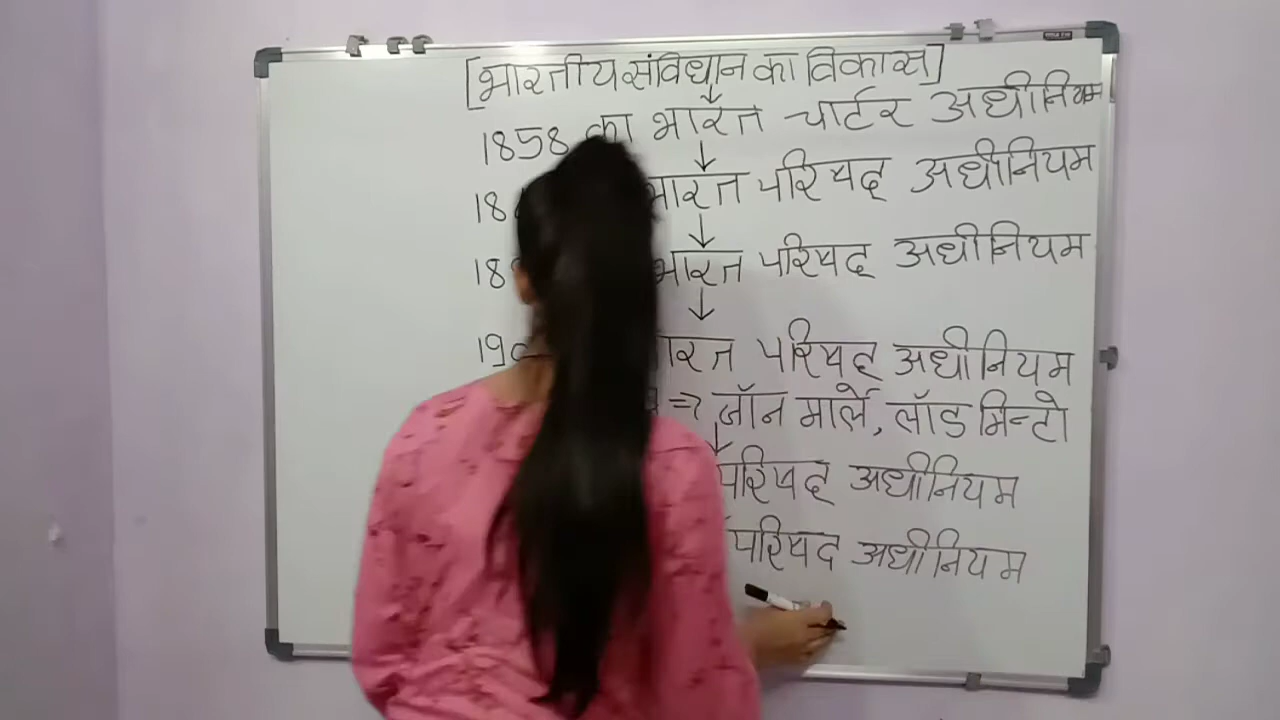 [भारतीय संविधान का विकास]
1858 का भारत चार्टर अधीनियम
भारत परिषद् अधीनियम
भारत परिषद् अधीनियम
परिषद् अधीनियम
=> जॉन मार्ले, लॉड मिन्टो
परिषद् अधीनियम
परिषद अधीनियम